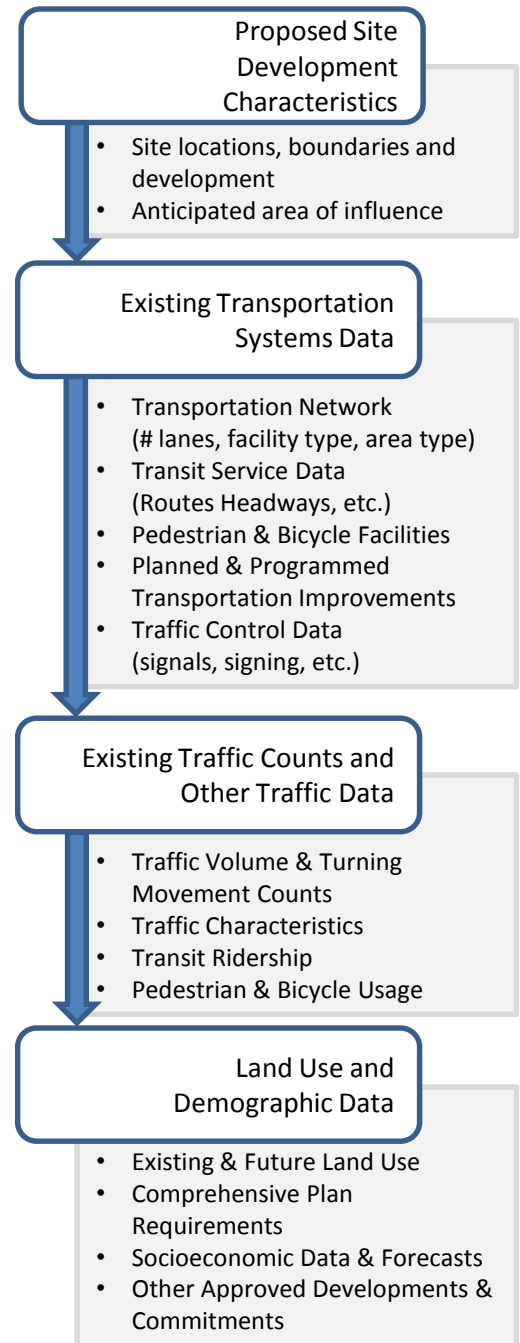 Proposed Site
Development
Characteristics
• Site locations, boundaries and
development
• Anticipated area of influence
Existing Transportation
Systems Data
• Transportation Network
(# lanes, facility type, area type)
• Transit Service Data
(Routes Headways, etc.)
• Pedestrian & Bicycle Facilities
• Planned & Programmed
Transportation Improvements
• Traffic Control Data
(signals, signing, etc.)
Existing Traffic Counts and
Other Traffic Data
• Traffic Volume & Turning
Movement Counts
• Traffic Characteristics
• Transit Ridership
• Pedestrian & Bicycle Usage
Land Use and
Demographic Data
• Existing & Future Land Use
• Comprehensive Plan
Requirements
• Socioeconomic Data & Forecasts
• Other Approved Developments &
Commitments